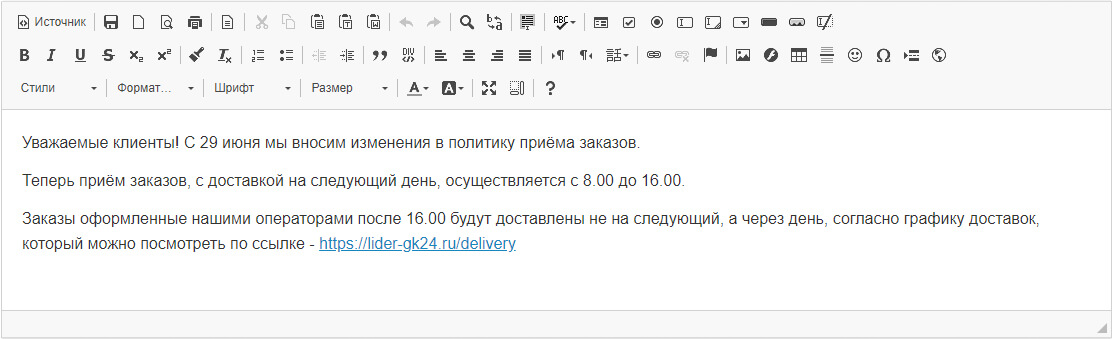 Источник
Стили Формат... Шрифт Размер
Уважаемые клиенты! С 29 июня мы вносим изменения в политику приёма заказов.
Теперь приём заказов, с доставкой на следующий день, осуществляется с 8.00 до 16.00.
Заказы оформленные нашими операторами после 16.00 будут доставлены не на следующий, а через день, согласно графику доставок,
который можно посмотреть по ссылке - https://lider-gk24.ru/delivery